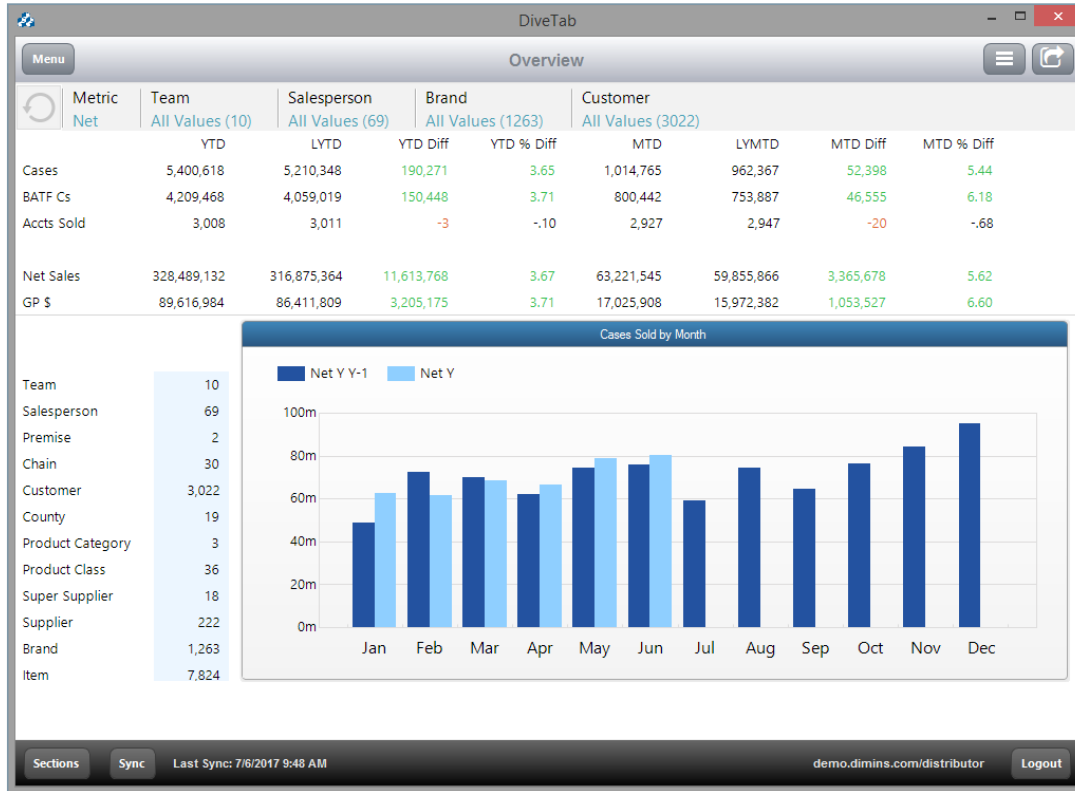 DiveTab
Menu
Overview
Metric Team Salesperson Brand Customer
Net All Values (10) All Values (69) All Values (1263) All Values (3022)
YTD LYTD YTD Diff YTD % Diff MTD LYMTD MTD Diff MTD % Diff
Cases 5,400,618 5,210,348 190,271 3.65 1,014,765 962,367 52,398 5.44
BATF Cs 4,209,468 4,059,019 150,448 3.71 800,442 753,887 46,555 6.18
Accts Sold 3,008 3,011 -3 -.10 2,927 2,947 -20 -.68
Net Sales 328,489,132 316,875,364 11,613,768 3.67 63,221,545 59,855,866 3,365,678 5.62
GP $ 89,616,984 86,411,809 3,205,175 3.71 17,025,908 15,972,382 1,053,527 6.60
Team 10
Salesperson 69
Premise 2
Chain 30
Customer 3,022
County 19
Product Category 3
Product Class 36
Super Supplier 18
Supplier 222
Brand 1,263
Item 7,824
Cases Sold by Month
Net Y Y-1 Net Y
100m
80m
60m
40m
20m
0m
Jan Feb Mar Apr May Jun Jul Aug Sep Oct Nov Dec
Sections Sync Last Sync: 7/6/2017 9:48 AM demo.dimins.com/distributor Logout